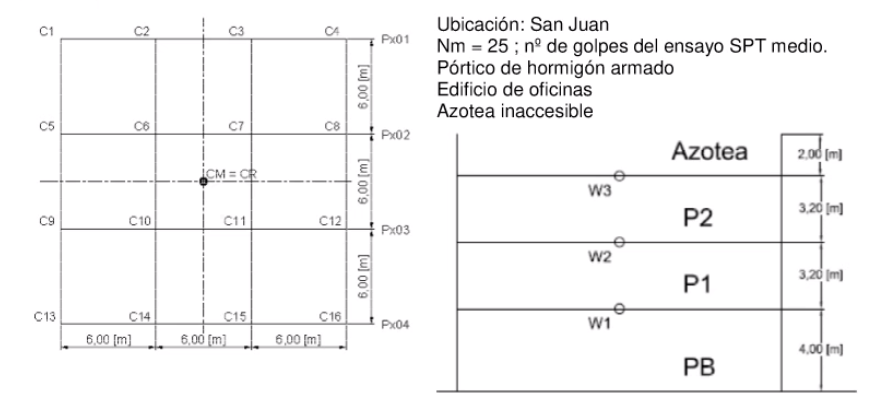 C1 C2 C3 C4 Px01
6,00 [m]
C5 C6 C7 C8 Px02
CM = CR
6,00 [m]
C9 C10 C11 C12 Px03
6,00 [m]
C13 C14 C15 C16 Px04
6,00 [m] 6,00 [m] 6,00 [m]
Ubicación: San Juan
Nm = 25 ; nº de golpes del ensayo SPT medio.
Pórtico de hormigón armado
Edificio de oficinas
Azotea inaccesible
Azotea 2,00 [m]
W3
P2 3,20 [m]
W2
P1 3,20 [m]
W1
PB 4,00 [m]